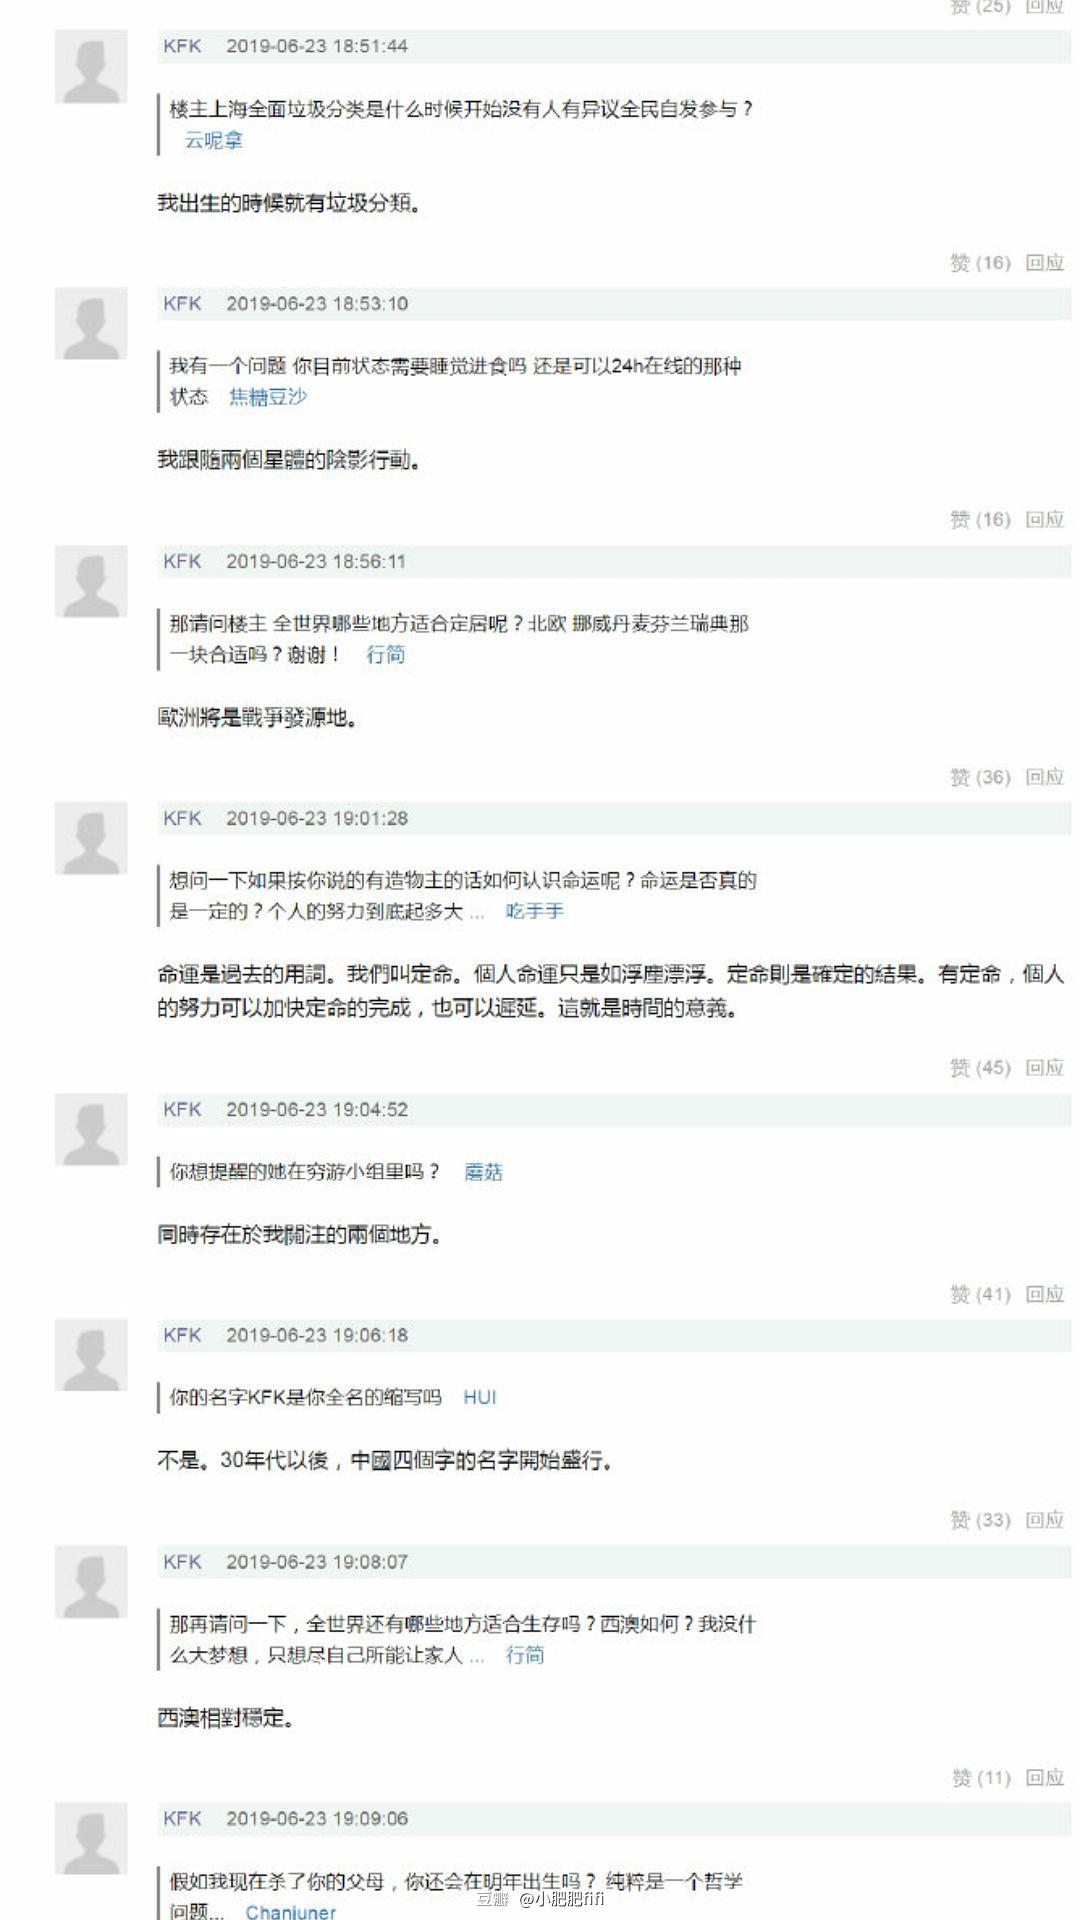 赞 (25) 回应
KFK 2019-06-23 18:51:44
楼主上海全面垃圾分类是什么时候开始没有人有异议全民自发参与？
云呢拿
我出生的時候就有垃圾分類。
赞 (16) 回应
KFK 2019-06-23 18:53:10
我有一个问题 你目前状态需要睡觉进食吗 还是可以24h在线的那种
状态 焦糖豆沙
我跟隨兩個星體的陰影行動。
赞 (16) 回应
KFK 2019-06-23 18:56:11
那请问楼主 全世界哪些地方适合定居呢？北欧 挪威丹麦芬兰瑞典那
一块合适吗？谢谢！ 行简
歐洲將是戰爭發源地。
赞 (36) 回应
KFK 2019-06-23 19:01:28
想问一下如果按你说的有造物主的话如何认识命运呢？命运是否真的
是一定的？个人的努力到底起多大 ... 吃手手
命運是過去的用詞。我們叫定命。個人命運只是如浮塵漂浮。定命則是確定的結果。有定命，個人
的努力可以加快定命的完成，也可以遲延。這就是時間的意義。
赞 (45) 回应
KFK 2019-06-23 19:04:52
你想提醒的她在穷游小组里吗？ 蘑菇
同時存在於我關注的兩個地方。
赞 (41) 回应
KFK 2019-06-23 19:06:18
你的名字KFK是你全名的缩写吗 HUI
不是。30年代以後，中國四個字的名字開始盛行。
赞 (33) 回应
KFK 2019-06-23 19:08:07
那再请问一下，全世界还有哪些地方适合生存吗？西澳如何？我没什
么大梦想，只想尽自己所能让家人 ... 行简
西澳相對穩定。
赞 (11) 回应
KFK 2019-06-23 19:09:06
假如我现在杀了你的父母，你还会在明年出生吗？ 纯粹是一个哲学
问题... Chanjuner
豆瓣 @小肥肥fifi